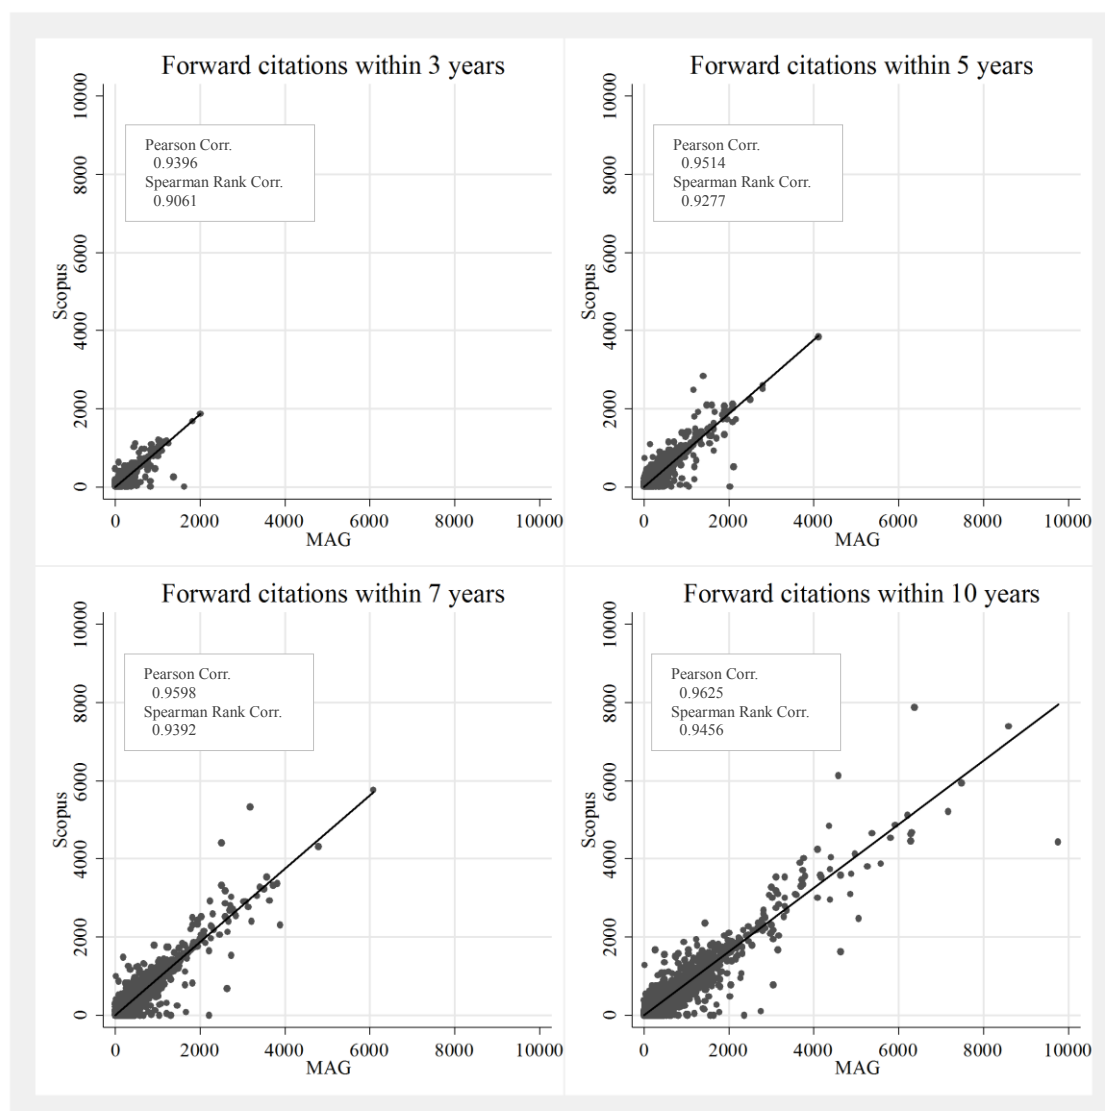 Forward citations within 3 years
10000
8000
6000
4000
2000
0
Scopus
Pearson Corr.
0.9396
Spearman Rank Corr.
0.9061
0 2000 4000 6000 8000 10000
MAG
Forward citations within 5 years
10000
8000
6000
4000
2000
0
Scopus
Pearson Corr.
0.9514
Spearman Rank Corr.
0.9277
0 2000 4000 6000 8000 10000
MAG
Forward citations within 7 years
10000
8000
6000
4000
2000
0
Scopus
Pearson Corr.
0.9598
Spearman Rank Corr.
0.9392
0 2000 4000 6000 8000 10000
MAG
Forward citations within 10 years
10000
8000
6000
4000
2000
0
Scopus
Pearson Corr.
0.9625
Spearman Rank Corr.
0.9456
0 2000 4000 6000 8000 10000
MAG